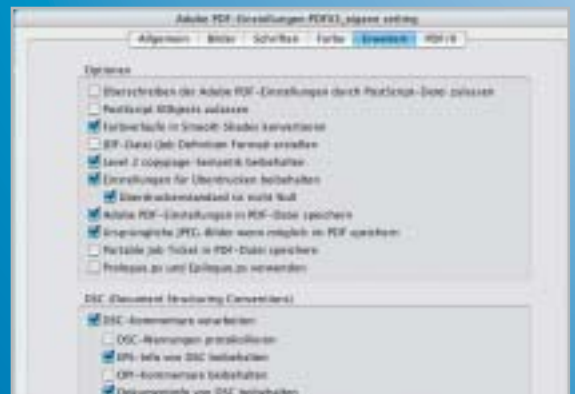 Adobe PDF-Einstellungen PDFX3_eigene setting
Allgemein Bilder Schriften Farbe Erweitert PDF/X
Optionen
Überschreiben der Adobe PDF-Einstellungen durch PostScript-Datei zulassen
PostScript XObjects zulassen
Farbverläufe in Smooth Shades konvertieren
(Job Definition Format) erstellen
Level 2 copypage-Semantik beibehalten
Einstellungen für Überdrucken beibehalten
Überdruckenstandard ist nicht Null
Adobe PDF-Einstellungen in PDF-Datei speichern
Ursprüngliche JPEG-Bilder wenn möglich im PDF speichern
Portable Job Ticket in PDF-Datei speichern
Prologue.ps und Epilogue.ps verwenden
DSC (Document Structuring Conventions)
DSC-Kommentare verarbeiten
DSC-Warnungen protokollieren
EPS-Info von DSC beibehalten
OPI-Kommentare beibehalten
Dokumentinfo von DSC beibehalten